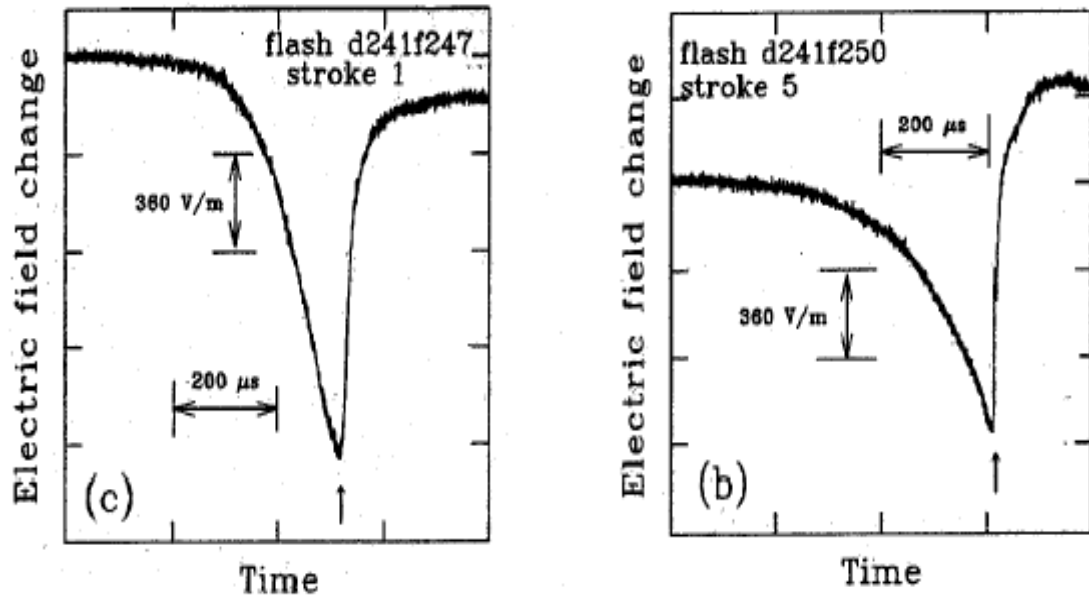 Electric field change
flash d241f247
stroke 1
360 V/m
200 μs
(c)
Time
Electric field change
flash d241f250
stroke 5
200 μs
360 V/m
(b)
Time